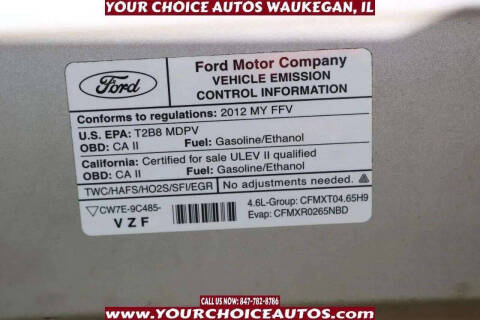 YOUR CHOICE AUTOS WAUKEGAN, IL
Ford
Ford Motor Company
VEHICLE EMISSION
CONTROL INFORMATION
Conforms to regulations: 2012 MY FFV
U.S. EPA: T2B8 MDPV
OBD: CA II Fuel: Gasoline/Ethanol
California: Certified for sale ULEV II qualified
OBD: CA II Fuel: Gasoline/Ethanol
TWC/HAFS/HO2S/SFI/EGR No adjustments needed.
CW7E-9C485-
VZF
4.6L-Group: CFMXT04.65H9
Evap: CFMXR0265NBD
CALL US NOW: 847-782-8786
WWW.YOURCHOICEAUTOS.COM